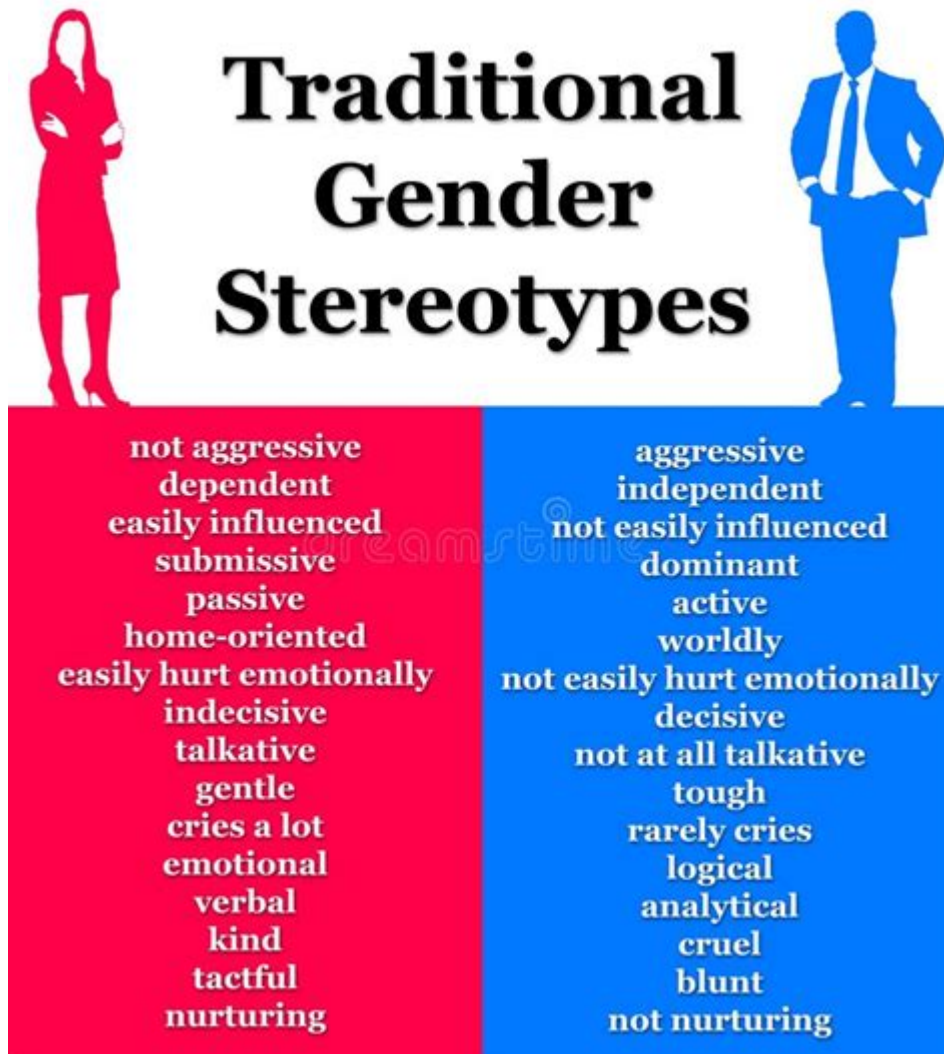 Traditional
Gender
Stereotypes
not aggressive
dependent
easily influenced
submissive
passive
home-oriented
easily hurt emotionally
indecisive
talkative
gentle
cries a lot
emotional
verbal
kind
tactful
nurturing
aggressive
independent
not easily influenced
dominant
active
worldly
not easily hurt emotionally
decisive
not at all talkative
tough
rarely cries
logical
analytical
cruel
blunt
not nurturing
dreamstime